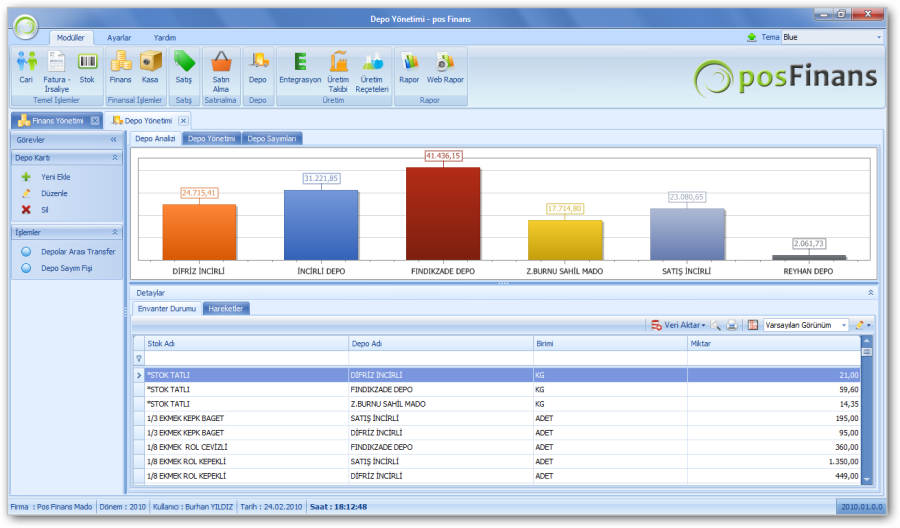 Depo Yönetimi - pos Finans
Modüller Ayarlar Yardım Tema Blue
Cari Fatura - İrsaliye Stok Finans Kasa Satış Satın Alma Depo Entegrasyon Üretim Takibi Üretim Reçeteleri Rapor Web Rapor
Temel İşlemler Finansal İşlemler Satış Satınalma Depo Üretim Rapor
posFinans
Finans Yönetimi Depo Yönetimi
Görevler
Depo Kartı
Yeni Ekle
Düzenle
Sil
İşlemler
Depolar Arası Transfer
Depo Sayım Fişi
Depo Analizi Depo Yönetimi Depo Sayımları
24.715,41 31.221,85 41.436,15 17.714,80 23.080,65 2.061,73
DİFRİZ İNCİRLİ İNCİRLİ DEPO FINDIKZADE DEPO Z.BURNU SAHİL MADO SATIŞ İNCİRLİ REYHAN DEPO
Detaylar
Envanter Durumu Hareketler
Veri Aktar Varsayılan Görünüm
Stok Adı Depo Adı Birimi Miktar
*STOK TATLI DİFRİZ İNCİRLİ KG 21,00
*STOK TATLI FINDIKZADE DEPO KG 59,60
*STOK TATLI Z.BURNU SAHİL MADO KG 14,35
1/3 EKMEK KEPK BAGET SATIŞ İNCİRLİ ADET 195,00
1/3 EKMEK KEPK BAGET DİFRİZ İNCİRLİ ADET 95,00
1/8 EKMEK ROL CEVİZLİ FINDIKZADE DEPO ADET 360,00
1/8 EKMEK ROL KEPEKLİ SATIŞ İNCİRLİ ADET 1.350,00
1/8 EKMEK ROL KEPEKLİ DİFRİZ İNCİRLİ ADET 449,00
Firma : Pos Finans Mado Dönem : 2010 Kullanıcı : Burhan YILDIZ Tarih : 24.02.2010 Saat : 18:12:48 2010.01.0.0